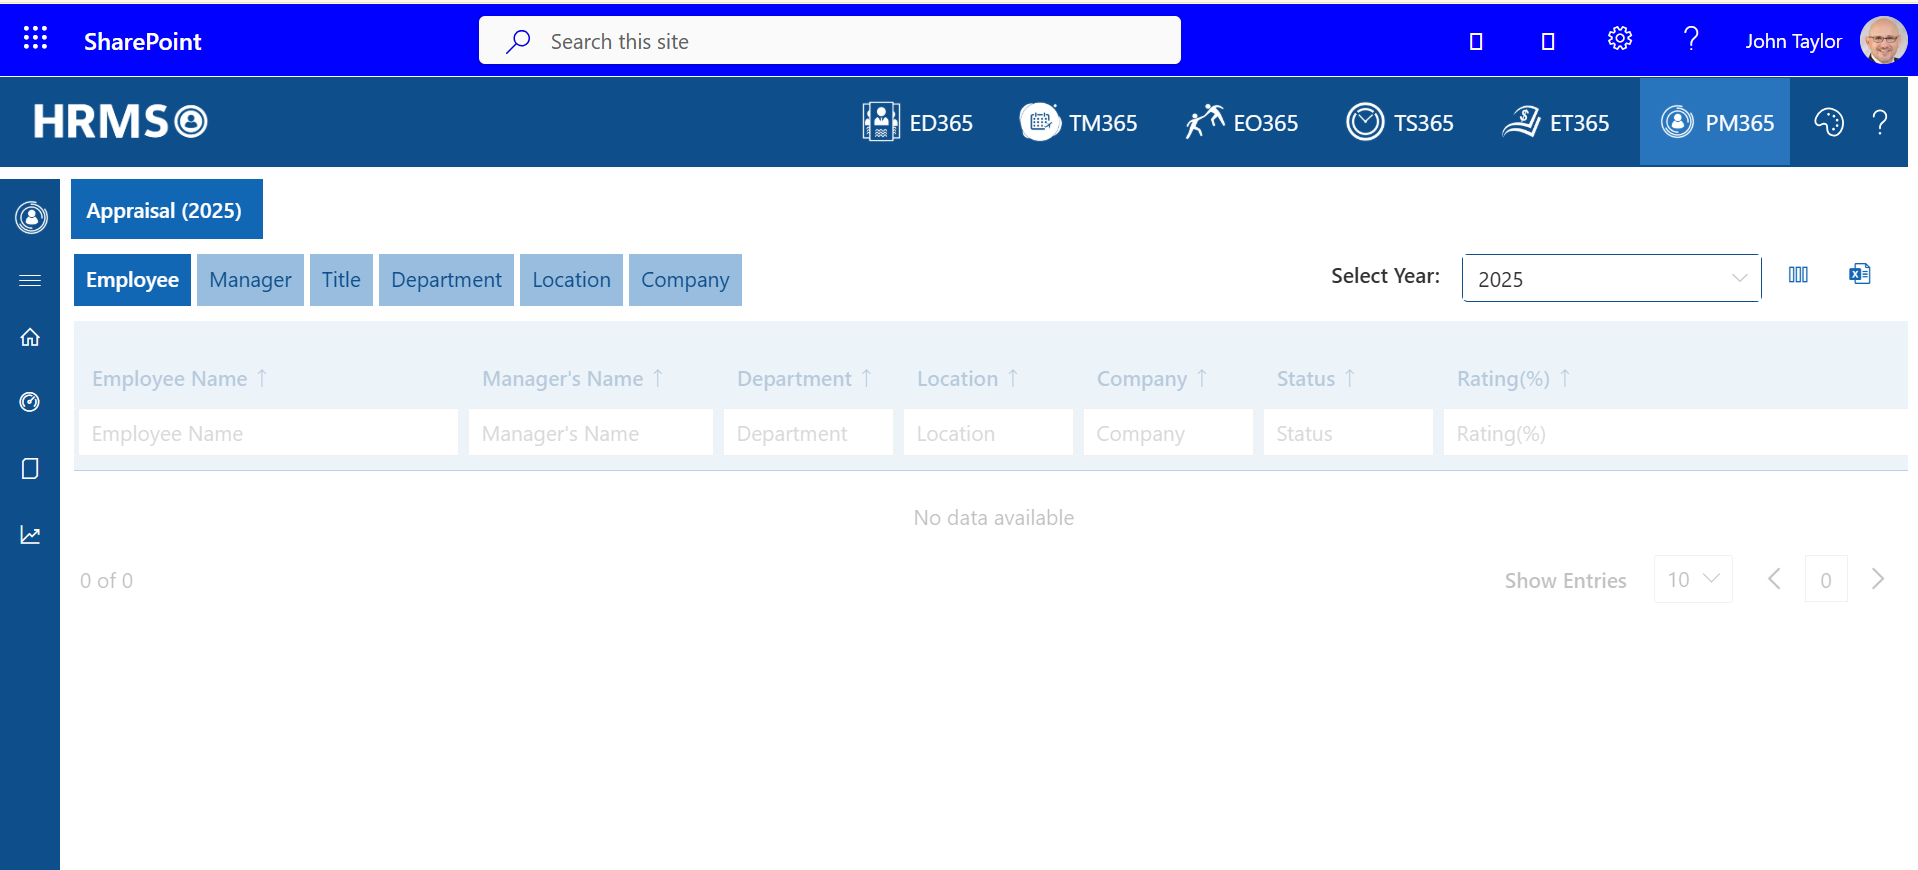 SharePoint
Search this site
John Taylor
HRMS
ED365
TM365
EO365
TS365
ET365
PM365
Appraisal (2025)
Employee
Manager
Title
Department
Location
Company
Select Year:
2025
Employee Name ↑
Manager's Name ↑
Department ↑
Location ↑
Company ↑
Status ↑
Rating(%) ↑
Employee Name
Manager's Name
Department
Location
Company
Status
Rating(%)
No data available
0 of 0
Show Entries
10
0